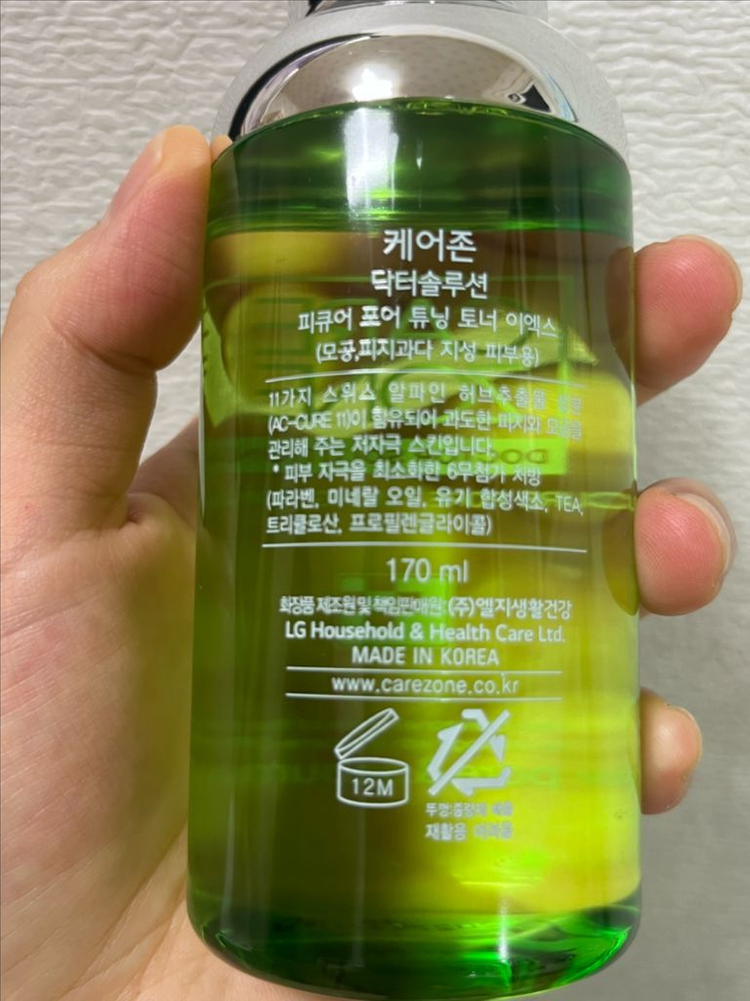 케어존
닥터솔루션
피큐어 포어 튜닝 토너 이엑스
(모공,피지과다 지성 피부용)
11가지 스위스 알파인 허브추출물
(AC-CURE 11)이 함유되어 과도한 피지와 모공을
관리해 주는 저자극 스킨입니다.
* 피부 자극을 최소화한 6무첨가 처방
(파라벤, 미네랄 오일, 유기 합성색소, TEA,
트리클로산, 프로필렌글라이콜)
170 ml
화장품 제조원 및 책임판매원: (주)엘지생활건강
LG Household & Health Care Ltd.
MADE IN KOREA
www.carezone.co.kr
12M
재활용